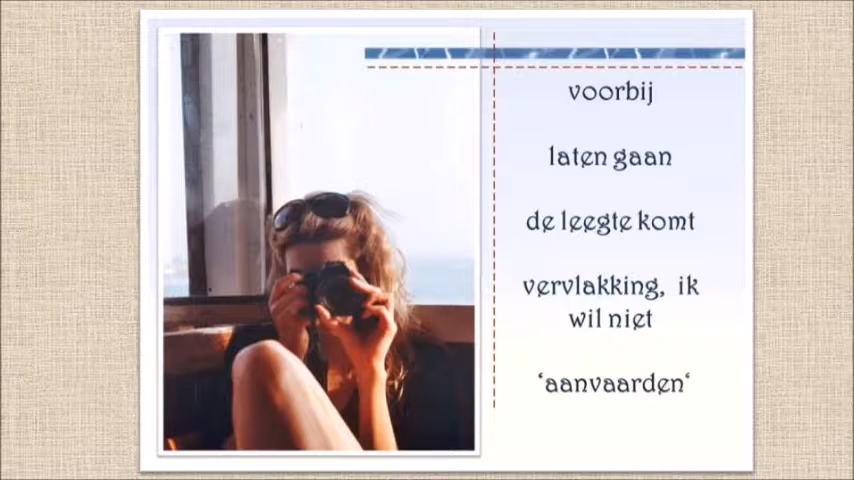 voorbij
laten gaan
de leegte komt
vervlakking, ik
wil niet
‘aanvaarden‘